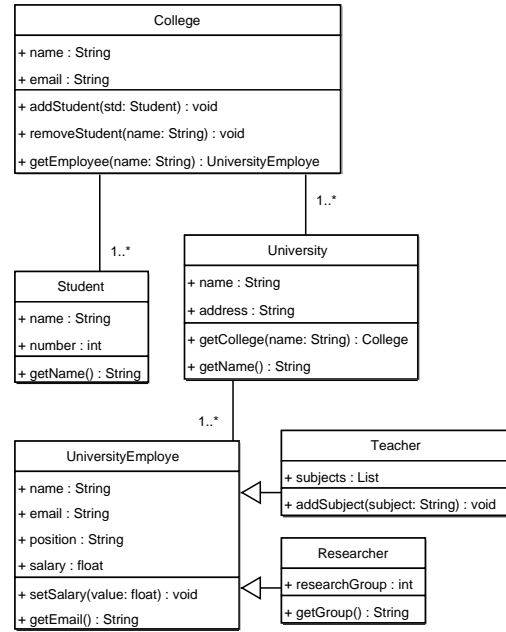 College
+ name : String
+ email : String
+ addStudent(std: Student) : void
+ removeStudent(name: String) : void
+ getEmployee(name: String) : UniversityEmploye
1..*
1..*
University
+ name : String
+ address : String
+ getCollege(name: String) : College
+ getName() : String
Student
+ name : String
+ number : int
+ getName() : String
1..*
UniversityEmploye
+ name : String
+ email : String
+ position : String
+ salary : float
+ setSalary(value: float) : void
+ getEmail() : String
Teacher
+ subjects : List
+ addSubject(subject: String) : void
Researcher
+ researchGroup : int
+ getGroup() : String